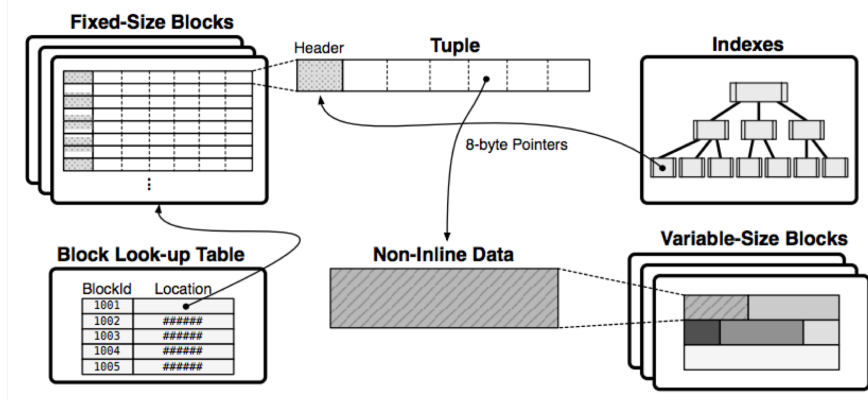 Fixed-Size Blocks
Header
Tuple
Indexes
8-byte Pointers
Block Look-up Table
BlockId Location
1001
1002 ######
1003 ######
1004 ######
1005 ######
Non-Inline Data
Variable-Size Blocks